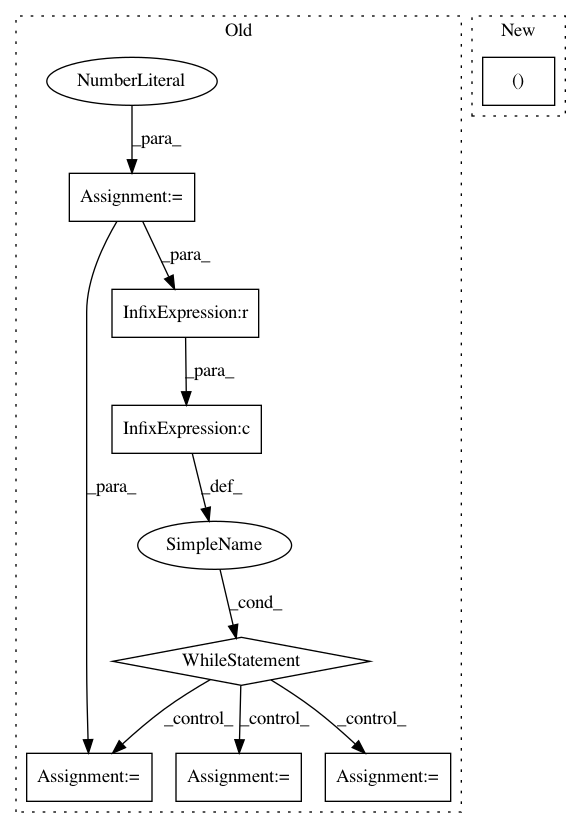 Old
New
NumberLiteral
()
_para_
Assignment:=
_para_
InfixExpression:r
_para_
InfixExpression:c
_para_
_def_
SimpleName
_cond_
WhileStatement
_control_
_control_
_control_
Assignment:=
Assignment:=
Assignment:=